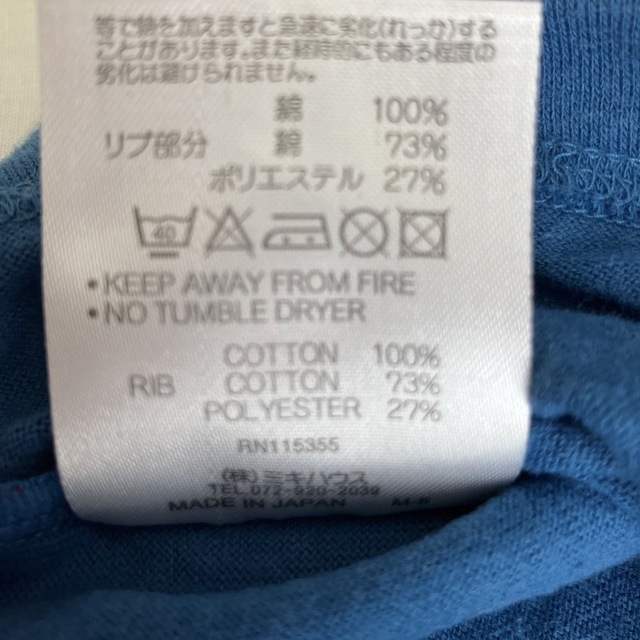 等で熱を加えますと急速に劣化(れっか)する
ことがあります。また経時的にもある程度の
劣化は避けられません。
綿 100%
リブ部分 綿 73%
ポリエステル 27%
40
•KEEP AWAY FROM FIRE
•NO TUMBLE DRYER
COTTON 100%
RIB COTTON 73%
POLYESTER 27%
RN115355
(株)ミキハウス
TEL.072-920-2039
MADE IN JAPAN